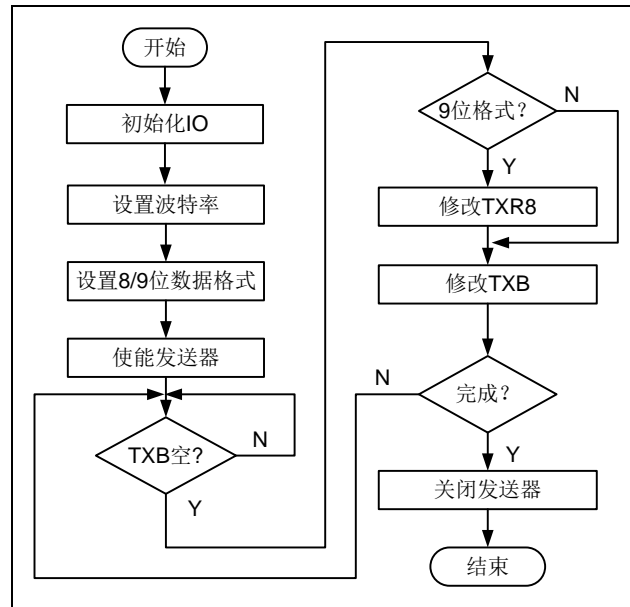 开始
初始化IO
设置波特率
设置8/9位数据格式
使能发送器
TXB空?
N
Y
9位格式?
N
Y
修改TXR8
修改TXB
完成?
N
Y
关闭发送器
结束